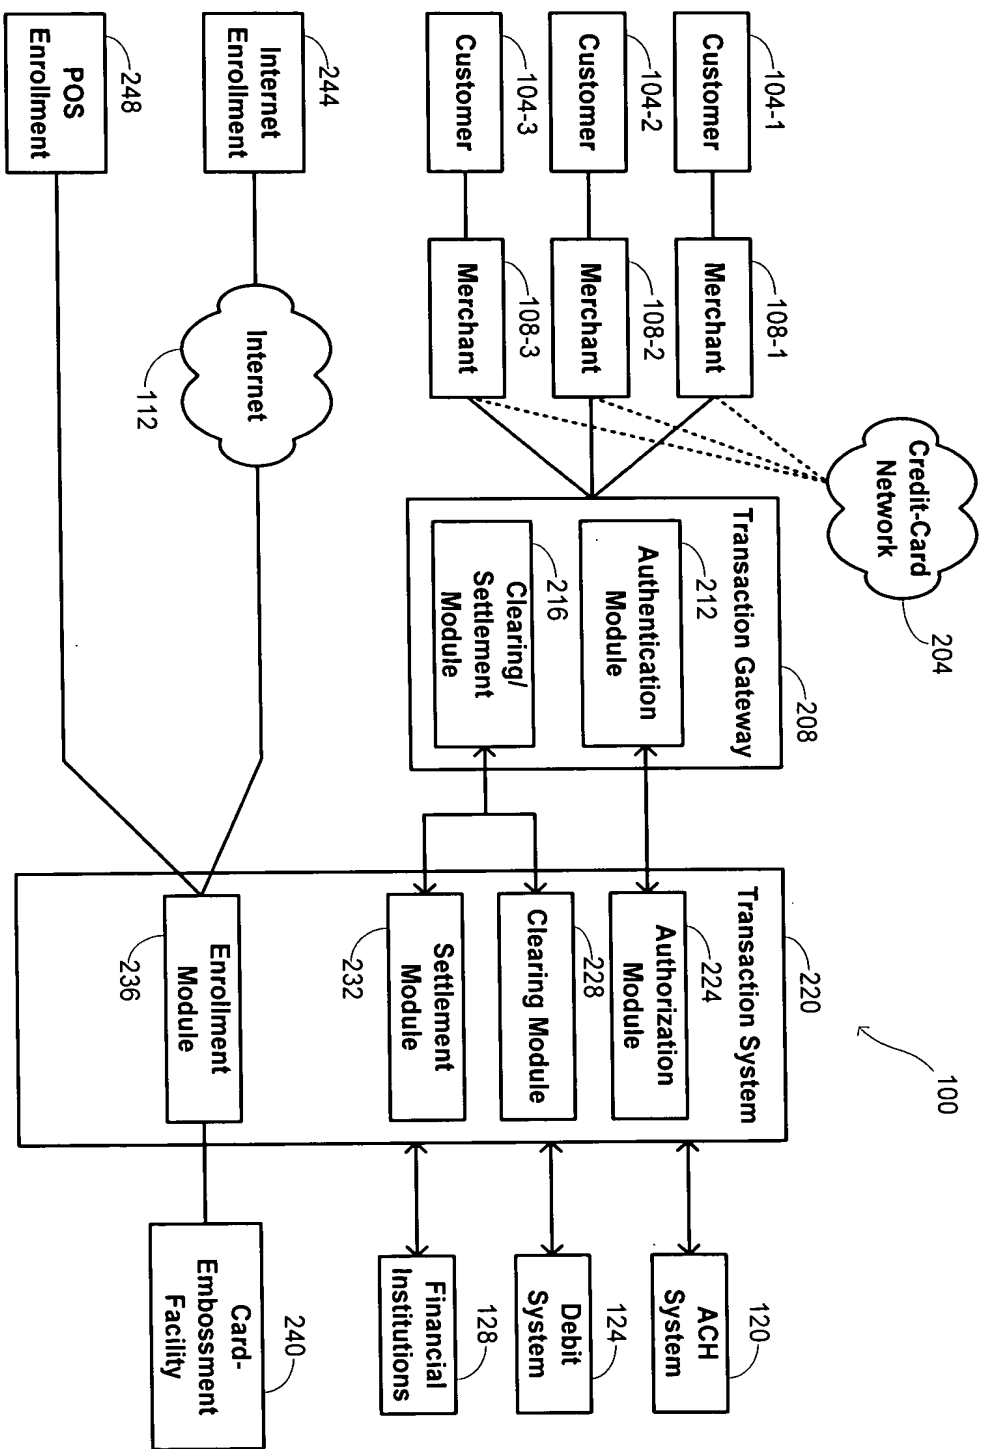 100
Credit-Card
Network
204
104-1
Customer
108-1
Merchant
104-2
Customer
108-2
Merchant
104-3
Customer
108-3
Merchant
Transaction Gateway
208
212
Authentication
Module
216
Clearing/
Settlement
Module
Transaction System
220
224
Authorization
Module
228
Clearing Module
Settlement
Module
232
Enrollment
Module
236
ACH
System
120
Debit
System
124
Financial
Institutions
128
Card-
Embossment
Facility
240
244
Internet
Enrollment
Internet
112
248
POS
Enrollment